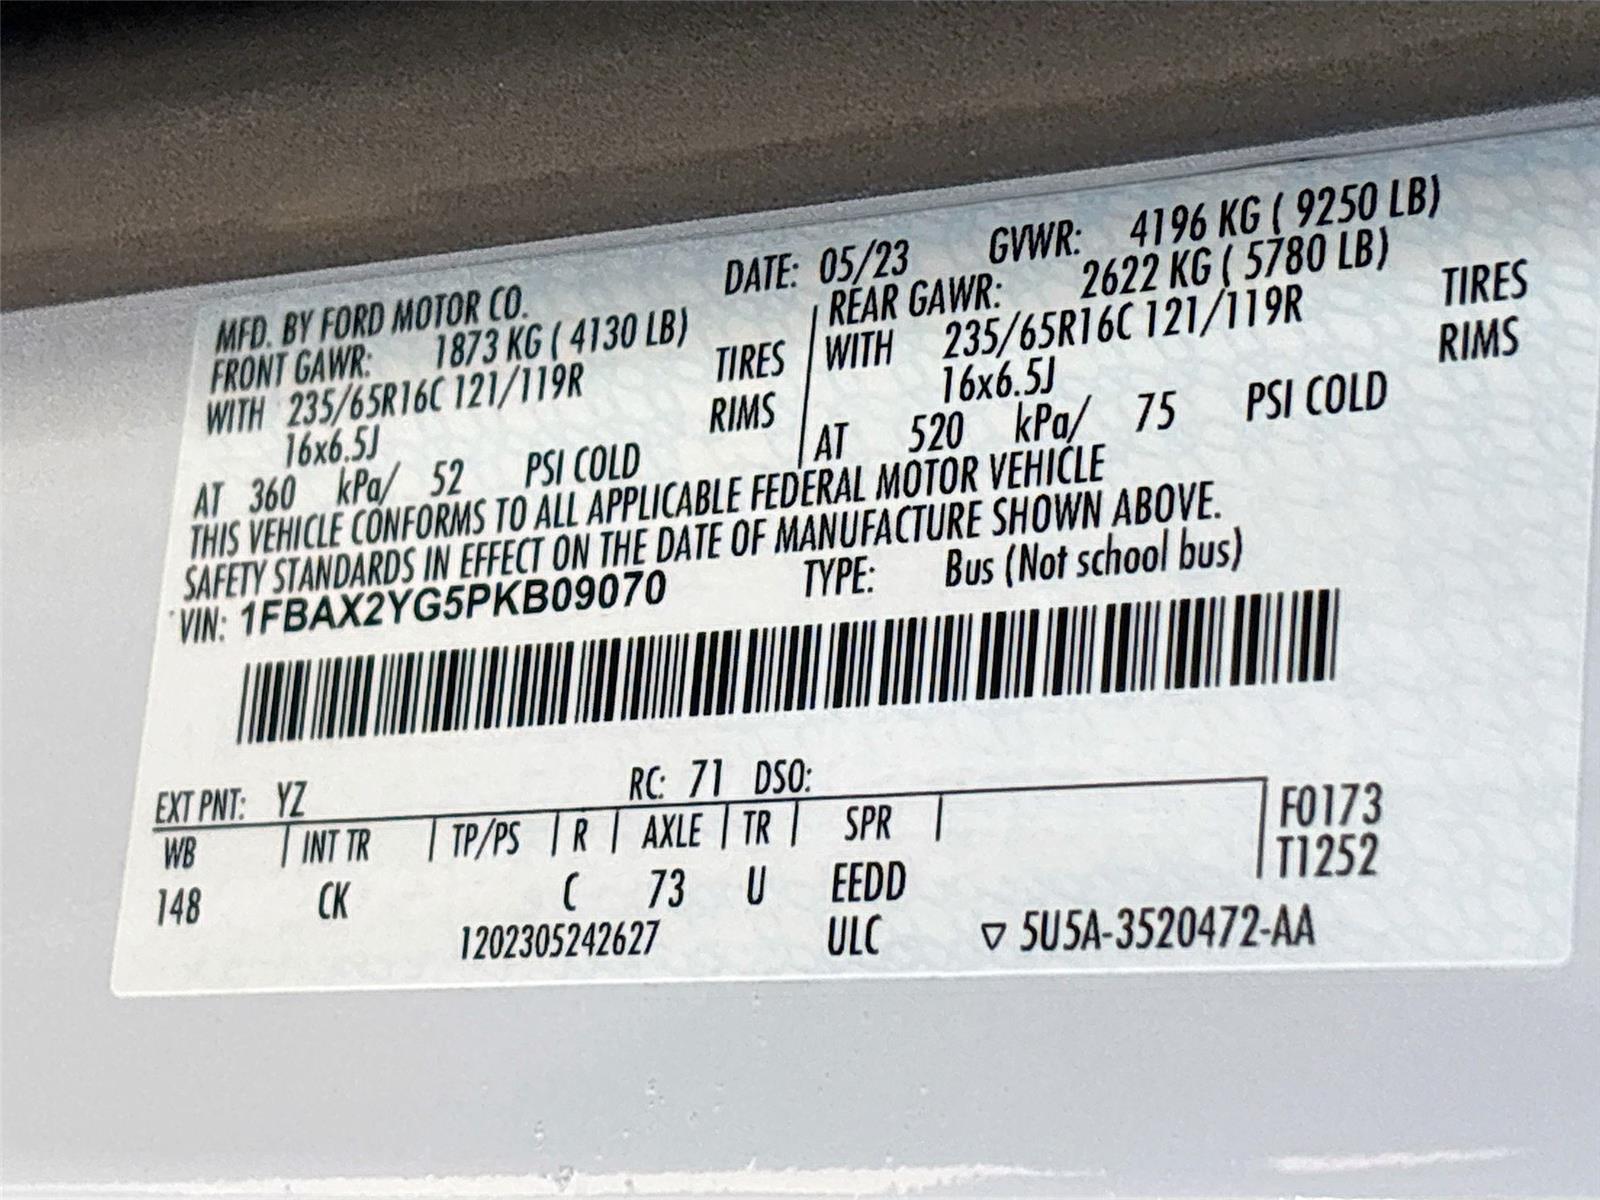 MFD. BY FORD MOTOR CO. DATE: 05/23 GVWR: 4196 KG ( 9250 LB)
FRONT GAWR: 1873 KG ( 4130 LB)
WITH 235/65R16C 121/119R TIRES
16x6.5J RIMS
AT 360 kPa/ 52 PSI COLD
REAR GAWR: 2622 KG ( 5780 LB)
WITH 235/65R16C 121/119R TIRES
16x6.5J RIMS
AT 520 kPa/ 75 PSI COLD
THIS VEHICLE CONFORMS TO ALL APPLICABLE FEDERAL MOTOR VEHICLE
SAFETY STANDARDS IN EFFECT ON THE DATE OF MANUFACTURE SHOWN ABOVE.
VIN: 1FBAX2YG5PKB09070 TYPE: Bus (Not school bus)
EXT PNT: YZ RC: 71 DSO:
WB INT TR TP/PS R AXLE TR SPR F0173
T1252
148 CK C 73 U EEDD
1202305242627 ULC ▽ 5U5A-3520472-AA